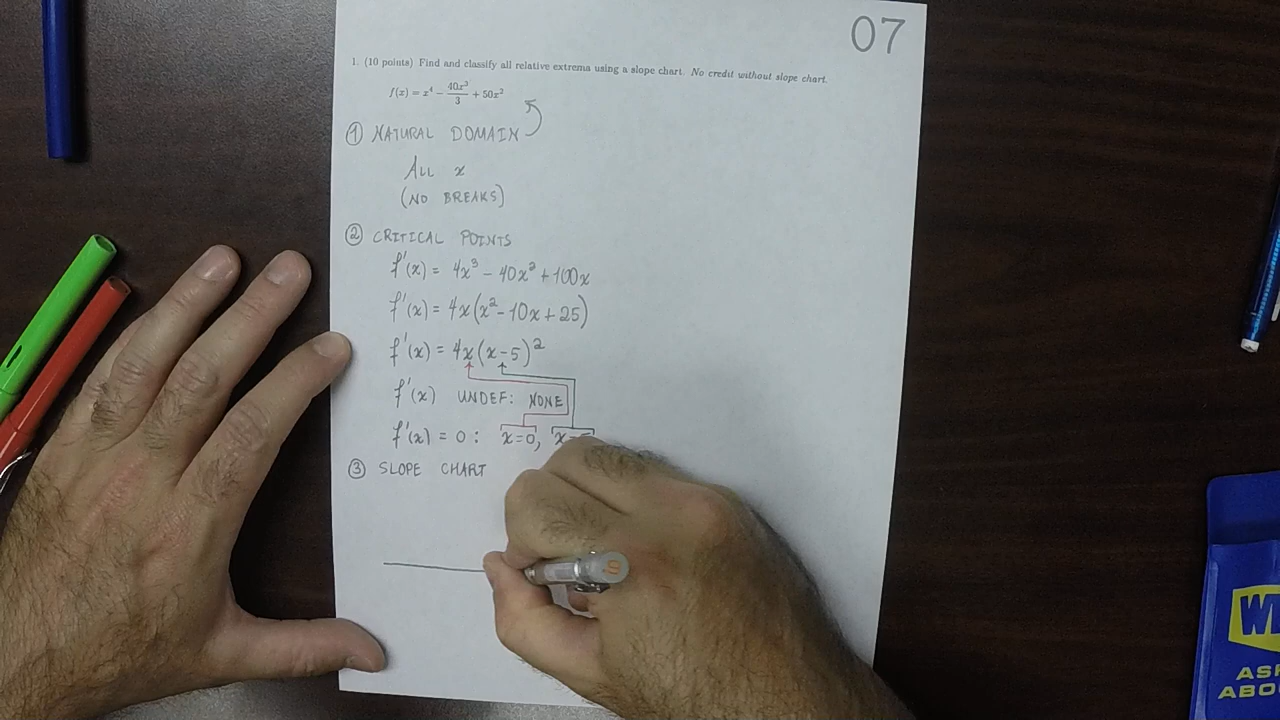 07
1. (10 points) Find and classify all relative extrema using a slope chart. No credit without slope chart.
f(x) = x⁴ − 40x³/3 + 50x²
① NATURAL DOMAIN
ALL x
(NO BREAKS)
② CRITICAL POINTS
f'(x) = 4x³ − 40x² + 100x
f'(x) = 4x(x² − 10x + 25)
f'(x) = 4x(x−5)²
f'(x) UNDEF: NONE
f'(x) = 0 : x=0,
③ SLOPE CHART